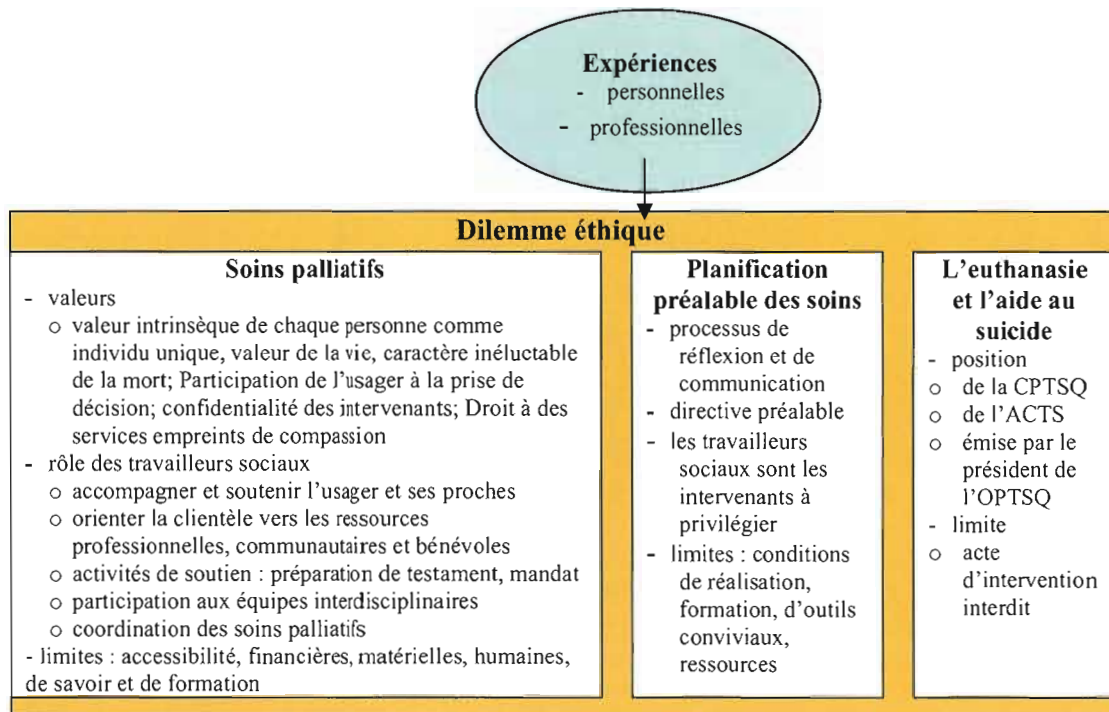 Expériences
- personnelles
- professionnelles
Dilemme éthique
Soins palliatifs
- valeurs
o valeur intrinsèque de chaque personne comme
individu unique, valeur de la vie, caractère inéluctable
de la mort; Participation de l'usager à la prise de
décision; confidentialité des intervenants; Droit à des
services empreints de compassion
- rôle des travailleurs sociaux
o accompagner et soutenir l'usager et ses proches
o orienter la clientèle vers les ressources
professionnelles, communautaires et bénévoles
o activités de soutien : préparation de testament, mandat
o participation aux équipes interdisciplinaires
o coordination des soins palliatifs
- limites : accessibilité, financières, matérielles, humaines,
de savoir et de formation
Planification
préalable des soins
- processus de
réflexion et de
communication
- directive préalable
- les travailleurs
sociaux sont les
intervenants à
privilégier
- limites : conditions
de réalisation,
formation, d'outils
conviviaux,
ressources
L'euthanasie
et l'aide au
suicide
- position
o de la CPTSQ
o de l'ACTS
o émise par le
président de
l'OPTSQ
- limite
o acte
d'intervention
interdit